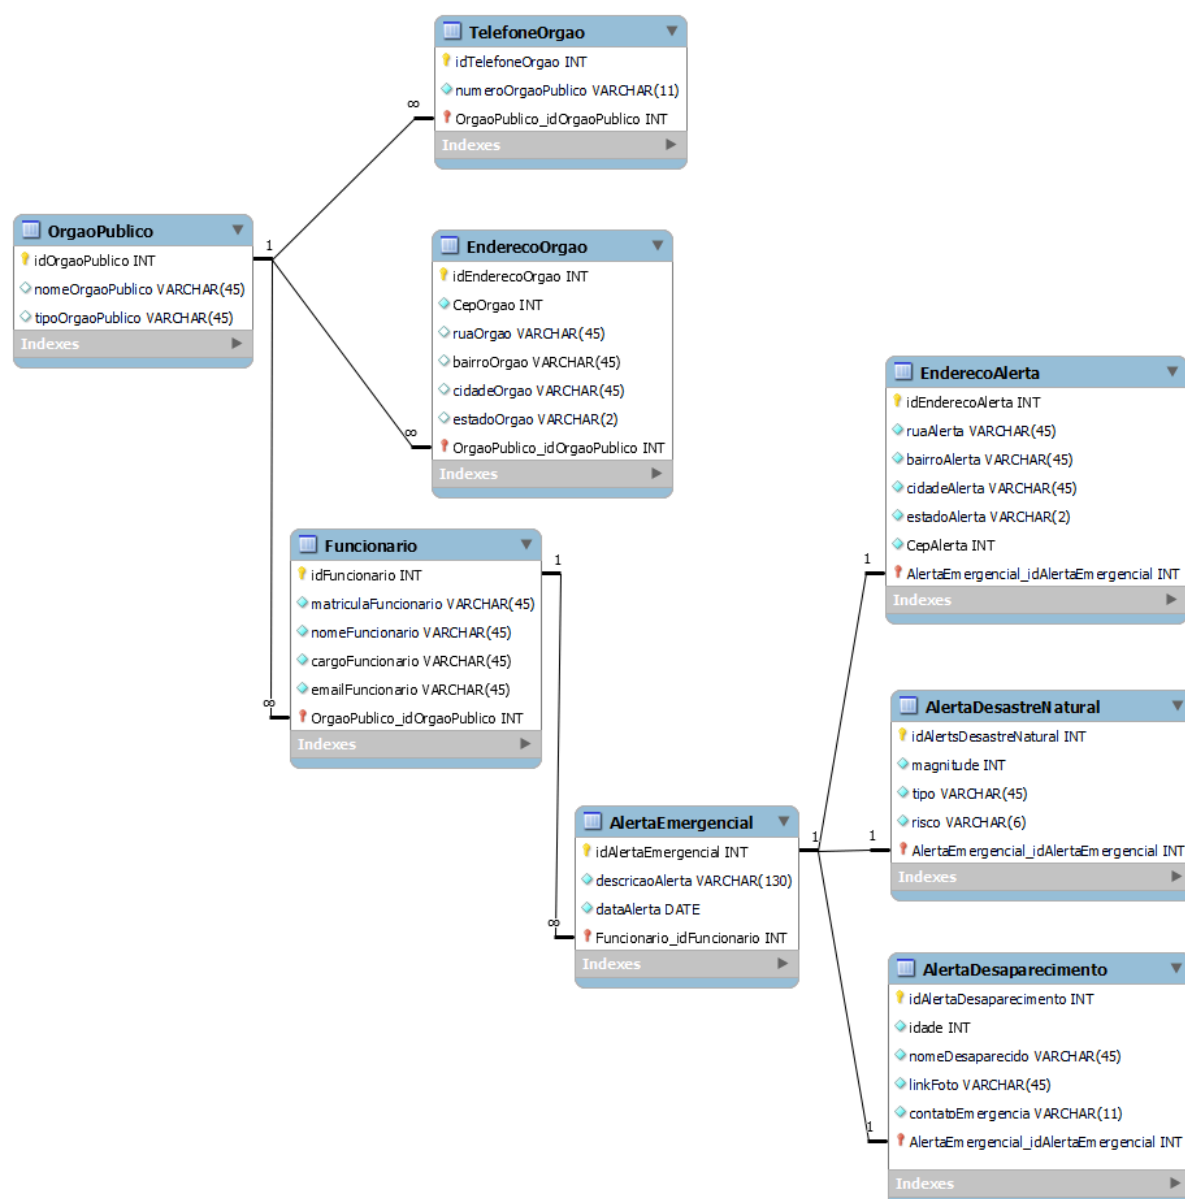 TelefoneOrgao
idTelefoneOrgao INT
numeroOrgaoPublico VARCHAR(11)
OrgaoPublico_idOrgaoPublico INT
Indexes
∞
OrgaoPublico
idOrgaoPublico INT
nomeOrgaoPublico VARCHAR(45)
tipoOrgaoPublico VARCHAR(45)
Indexes
1
EnderecoOrgao
idEnderecoOrgao INT
CepOrgao INT
ruaOrgao VARCHAR(45)
bairroOrgao VARCHAR(45)
cidadeOrgao VARCHAR(45)
estadoOrgao VARCHAR(2)
OrgaoPublico_idOrgaoPublico INT
Indexes
∞
Funcionario
idFuncionario INT
matriculaFuncionario VARCHAR(45)
nomeFuncionario VARCHAR(45)
cargoFuncionario VARCHAR(45)
emailFuncionario VARCHAR(45)
OrgaoPublico_idOrgaoPublico INT
Indexes
∞
1
EnderecoAlerta
idEnderecoAlerta INT
ruaAlerta VARCHAR(45)
bairroAlerta VARCHAR(45)
cidadeAlerta VARCHAR(45)
estadoAlerta VARCHAR(2)
CepAlerta INT
AlertaEmergencial_idAlertaEmergencial INT
Indexes
1
AlertaDesastreNatural
idAlertsDesastreNatural INT
magnitude INT
tipo VARCHAR(45)
risco VARCHAR(6)
AlertaEmergencial_idAlertaEmergencial INT
Indexes
1
AlertaEmergencial
idAlertaEmergencial INT
descricaoAlerta VARCHAR(130)
dataAlerta DATE
Funcionario_idFuncionario INT
Indexes
∞
1
AlertaDesaparecimento
idAlertaDesaparecimento INT
idade INT
nomeDesaparecido VARCHAR(45)
linkFoto VARCHAR(45)
contatoEmergencia VARCHAR(11)
AlertaEmergencial_idAlertaEmergencial INT
Indexes
1